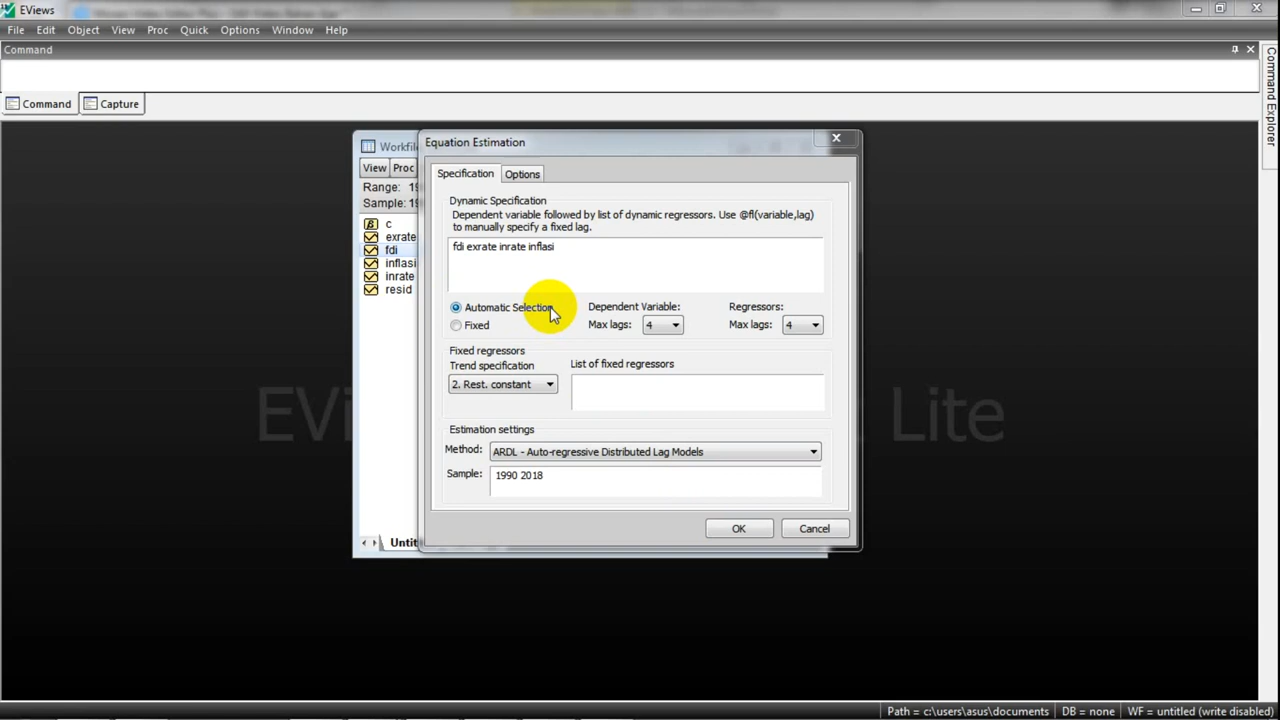 EViews
File Edit Object View Proc Quick Options Window Help
Command
Command Capture
Command Explorer
Equation Estimation
View Proc
Range:
Sample:
c
exrate
fdi
inflasi
inrate
resid
Specification Options
Dynamic Specification
Dependent variable followed by list of dynamic regressors. Use @fl(variable,lag)
to manually specify a fixed lag.
fdi exrate inrate inflasi
Automatic Selection Dependent Variable: Regressors:
Fixed Max lags: 4 Max lags: 4
Fixed regressors
Trend specification List of fixed regressors
2. Rest. constant
Estimation settings
Method: ARDL - Auto-regressive Distributed Lag Models
Sample: 1990 2018
OK Cancel
Lite
Path = c:\users\asus\documents DB = none WF = untitled (write disabled)